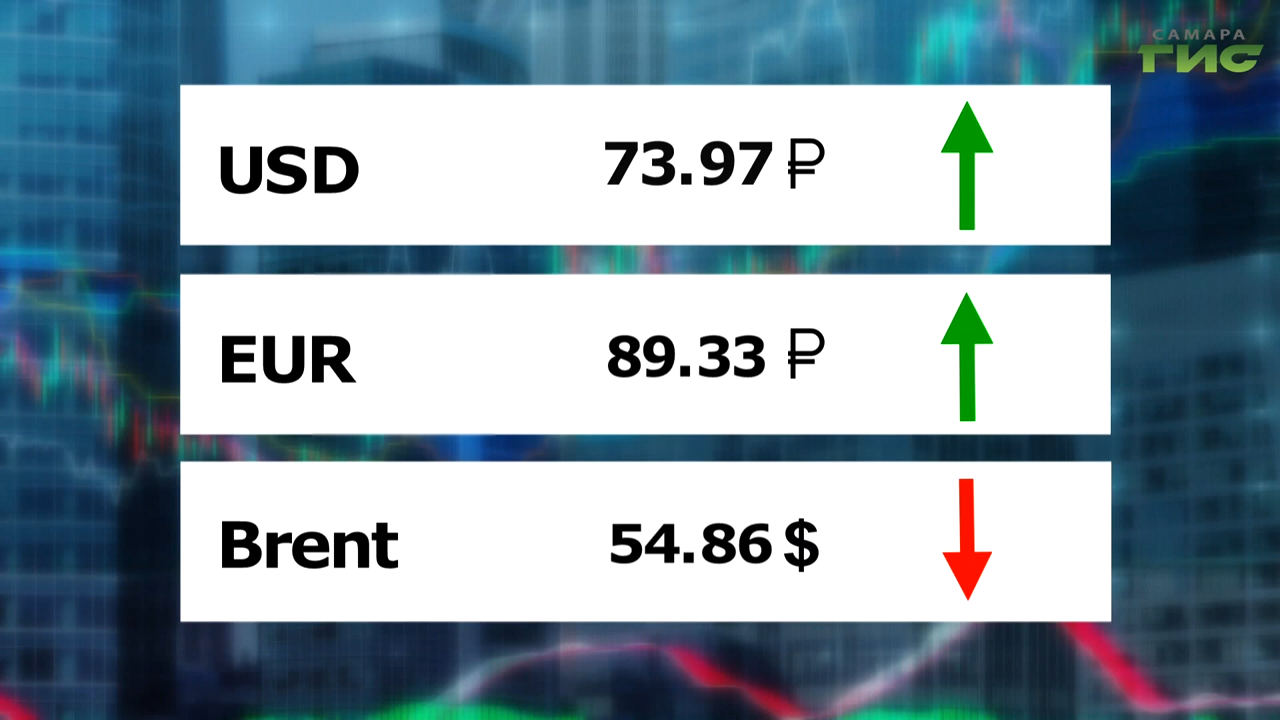 САМАРА
ГИС
USD 73.97 ₽
EUR 89.33 ₽
Brent 54.86 $